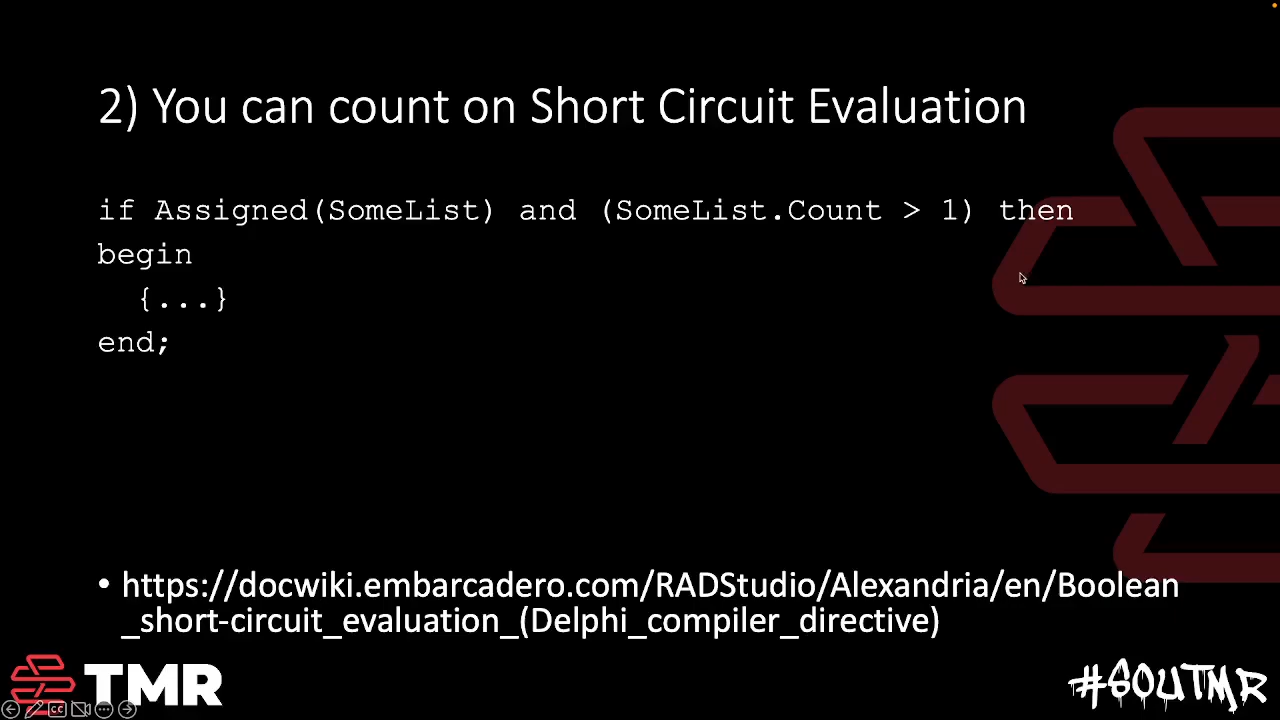 2) You can count on Short Circuit Evaluation
if Assigned(SomeList) and (SomeList.Count > 1) then
begin
{...}
end;
• https://docwiki.embarcadero.com/RADStudio/Alexandria/en/Boolean
_short-circuit_evaluation_(Delphi_compiler_directive)
TMR
#SOUTMR
CC